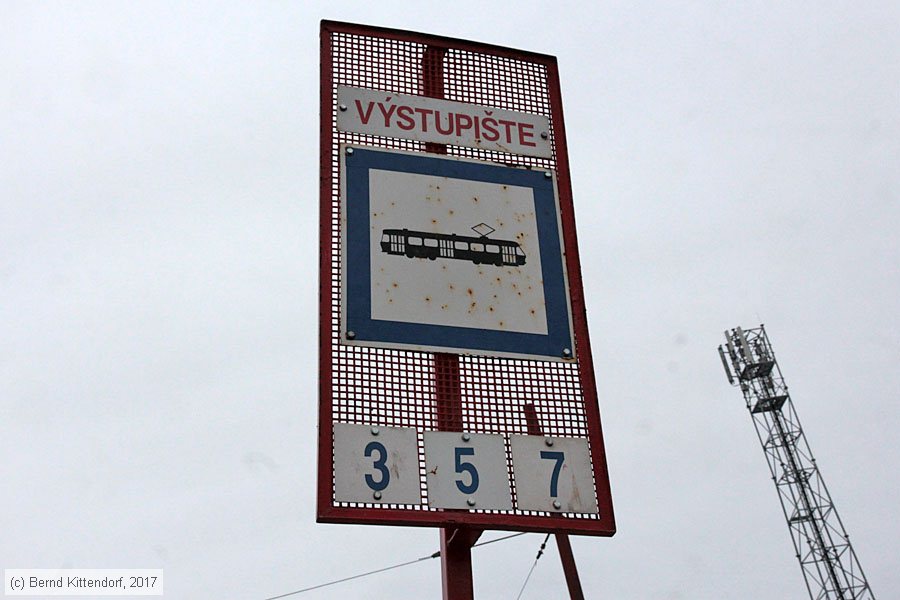 VÝSTUPIŠTE
3 5 7
(c) Bernd Kittendorf, 2017